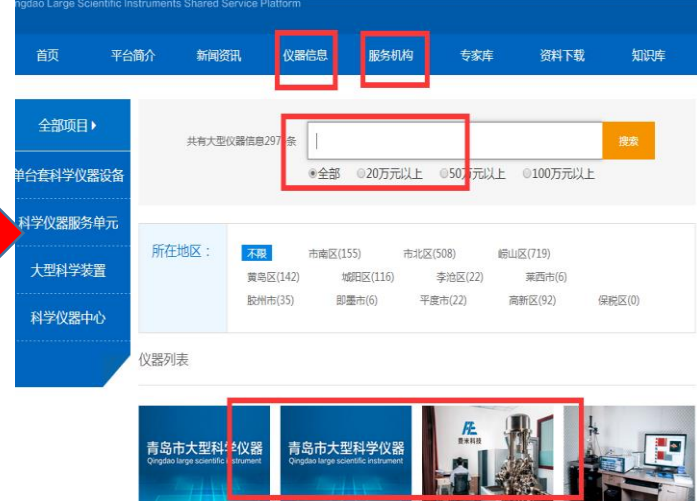 ngdao Large Scientific Instruments Shared Service Platform
首页 平台简介 新闻资讯 仪器信息 服务机构 专家库 资料下载 知识库
全部项目
共有大型仪器信息297 条
搜索
全部 20万元以上 50万元以上 100万元以上
单台套科学仪器设备
科学仪器服务单元
大型科学装置
科学仪器中心
所在地区：
不限 市南区(155) 市北区(508) 崂山区(719)
黄岛区(142) 城阳区(116) 李沧区(22) 莱西市(6)
胶州市(35) 即墨市(6) 平度市(22) 高新区(92) 保税区(0)
仪器列表
青岛市大型科学仪器
Qingdao large scientific instrument
青岛市大型科学仪器
Qingdao large scientific instrument